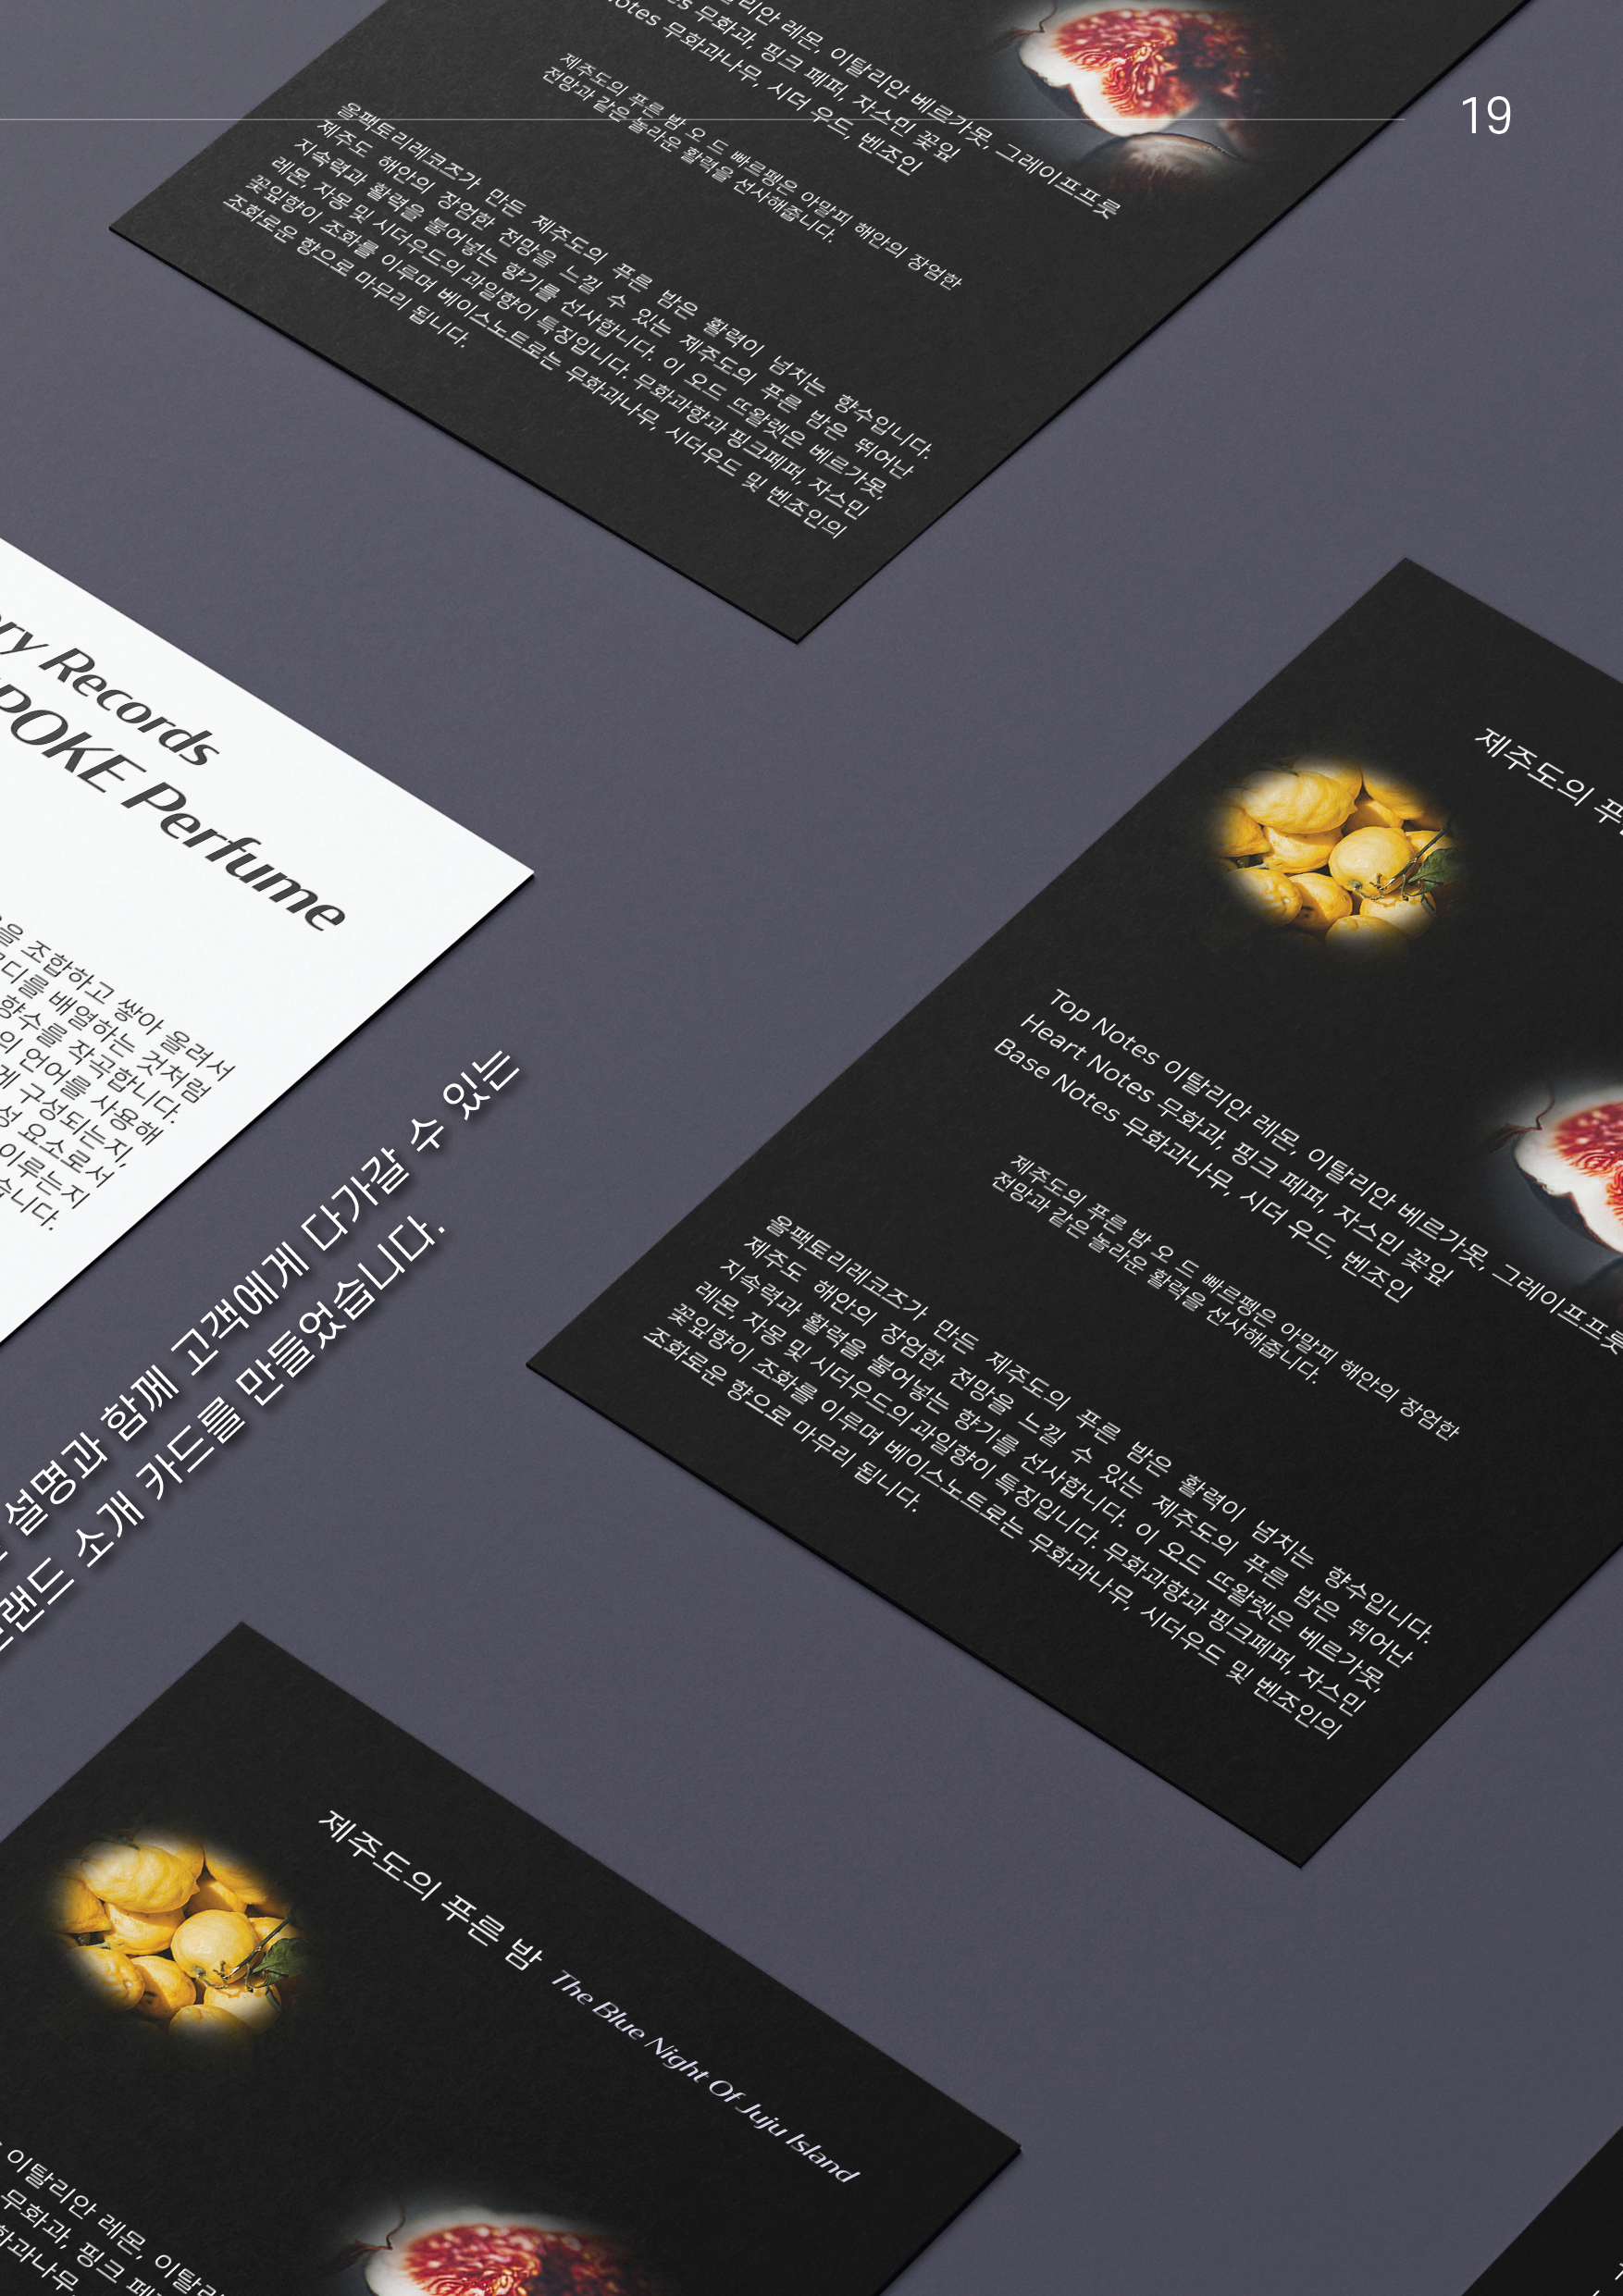 19
안 레몬, 이탈리안 베르가못, 그레이프프룻
무화과, 핑크 페퍼, 자스민 꽃잎
Notes 무화과나무, 시더 우드, 벤조인
제주도의 푸른 밤 오 드 빠르펭은 아말피 해안의 장엄한
전망과 같은 놀라운 활력을 선사해줍니다.
올팩토리레코즈가 만든 제주도의 푸른 밤은 활력이 넘치는 향수입니다.
제주도 해안의 장엄한 전망을 느낄 수 있는 제주도의 푸른 밤은 뛰어난
지속력과 활력을 불어넣는 향기를 선사합니다. 이 오드 뜨왈렛은 베르가못,
레몬, 자몽 및 시더우드의 과일향이 특징입니다. 무화과향과 핑크페퍼, 자스민
꽃잎향이 조화를 이루며 베이스노트로는 무화과나무, 시더우드 및 벤조인의
조화로운 향으로 마무리 됩니다.
Records
POKE Perfume
을 조합하고 쌓아 올려서
디를 배열하는 것처럼
향수를 작곡합니다.
의 언어를 사용해
게 구성되는지,
성 요소로서
이루는지
습니다.
설명과 함께 고객에게 다가갈 수 있는
랜드 소개 카드를 만들었습니다.
제주도의 푸
Top Notes 이탈리안 레몬, 이탈리안 베르가못, 그레이프프룻
Heart Notes 무화과, 핑크 페퍼, 자스민 꽃잎
Base Notes 무화과나무, 시더 우드, 벤조인
제주도의 푸른 밤 오 드 빠르펭은 아말피 해안의 장엄한
전망과 같은 놀라운 활력을 선사해줍니다.
올팩토리레코즈가 만든 제주도의 푸른 밤은 활력이 넘치는 향수입니다.
제주도 해안의 장엄한 전망을 느낄 수 있는 제주도의 푸른 밤은 뛰어난
지속력과 활력을 불어넣는 향기를 선사합니다. 이 오드 뜨왈렛은 베르가못,
레몬, 자몽 및 시더우드의 과일향이 특징입니다. 무화과향과 핑크페퍼, 자스민
꽃잎향이 조화를 이루며 베이스노트로는 무화과나무, 시더우드 및 벤조인의
조화로운 향으로 마무리 됩니다.
제주도의 푸른 밤 The Blue Night Of Juju Island
이탈리안 레몬, 이탈리
무화과, 핑크 페
화과나무